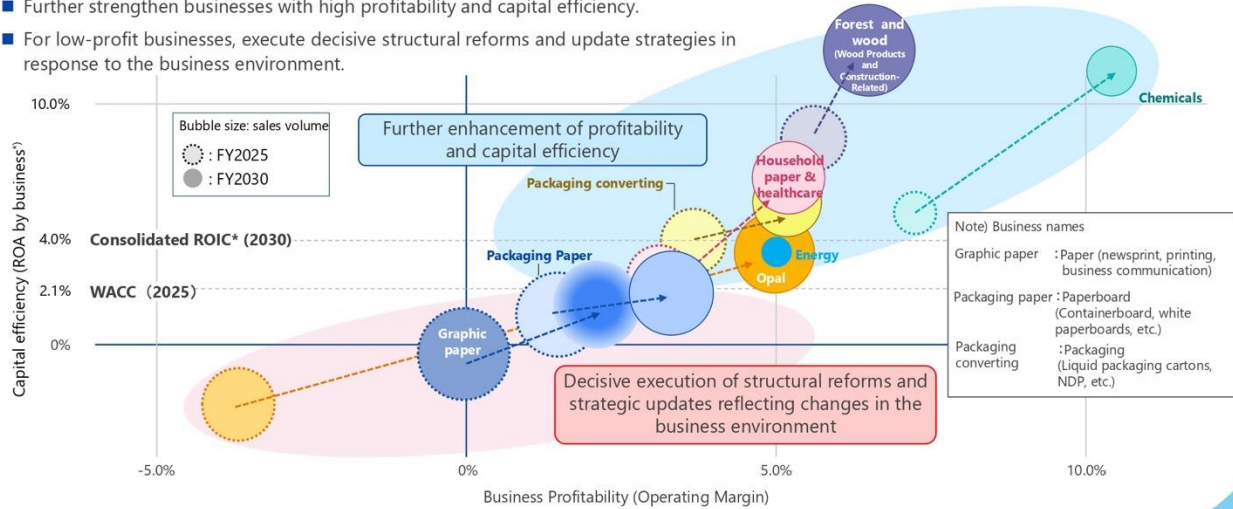 ■ Further strengthen businesses with high profitability and capital efficiency.
■ For low-profit businesses, execute decisive structural reforms and update strategies in
response to the business environment.
Capital efficiency (ROA by business*)
10.0%
4.0%
2.1%
0%
Consolidated ROIC* (2030)
WACC (2025)
Bubble size: sales volume
: FY2025
: FY2030
Further enhancement of profitability
and capital efficiency
Forest and
wood
(Wood Products
and
Construction-
Related)
Chemicals
Household
paper &
healthcare
Packaging converting
Packaging Paper
Energy
Opal
Graphic
paper
Decisive execution of structural reforms and
strategic updates reflecting changes in the
business environment
Note) Business names
Graphic paper : Paper (newsprint, printing,
business communication)
Packaging paper : Paperboard
(Containerboard, white
paperboards, etc.)
Packaging : Packaging
converting (Liquid packaging cartons,
NDP, etc.)
-5.0%
0%
5.0%
10.0%
Business Profitability (Operating Margin)